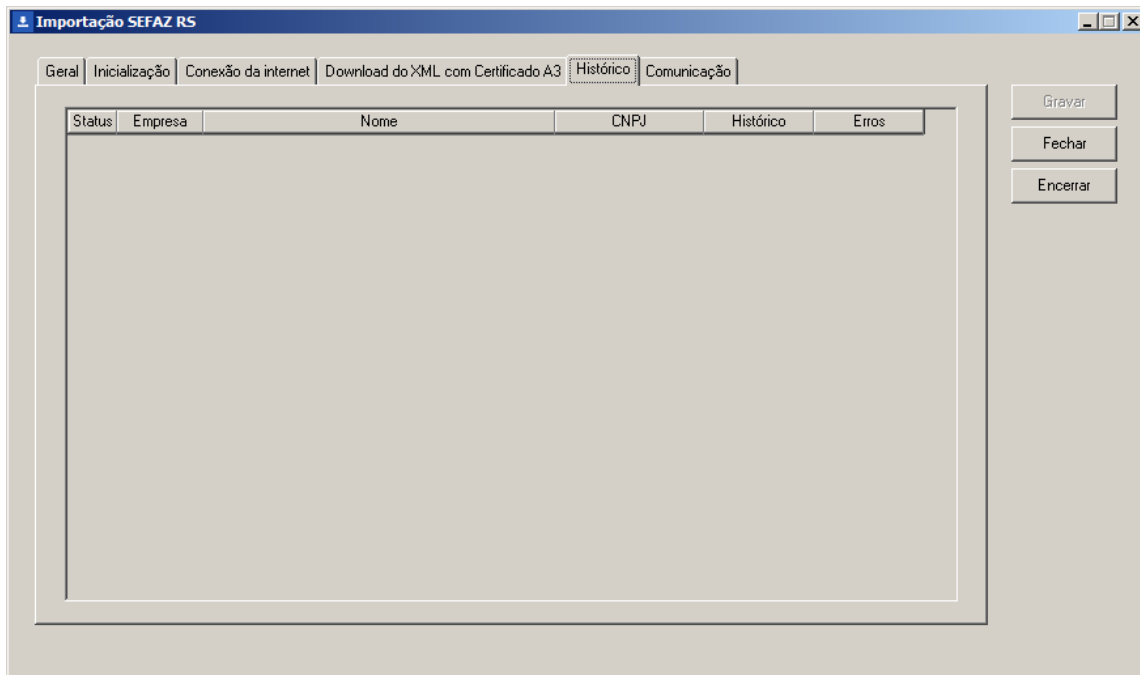 Importação SEFAZ RS
Geral Inicialização Conexão da internet Download do XML com Certificado A3 Histórico Comunicação
Gravar
Status Empresa Nome CNPJ Histórico Erros
Fechar
Encerrar